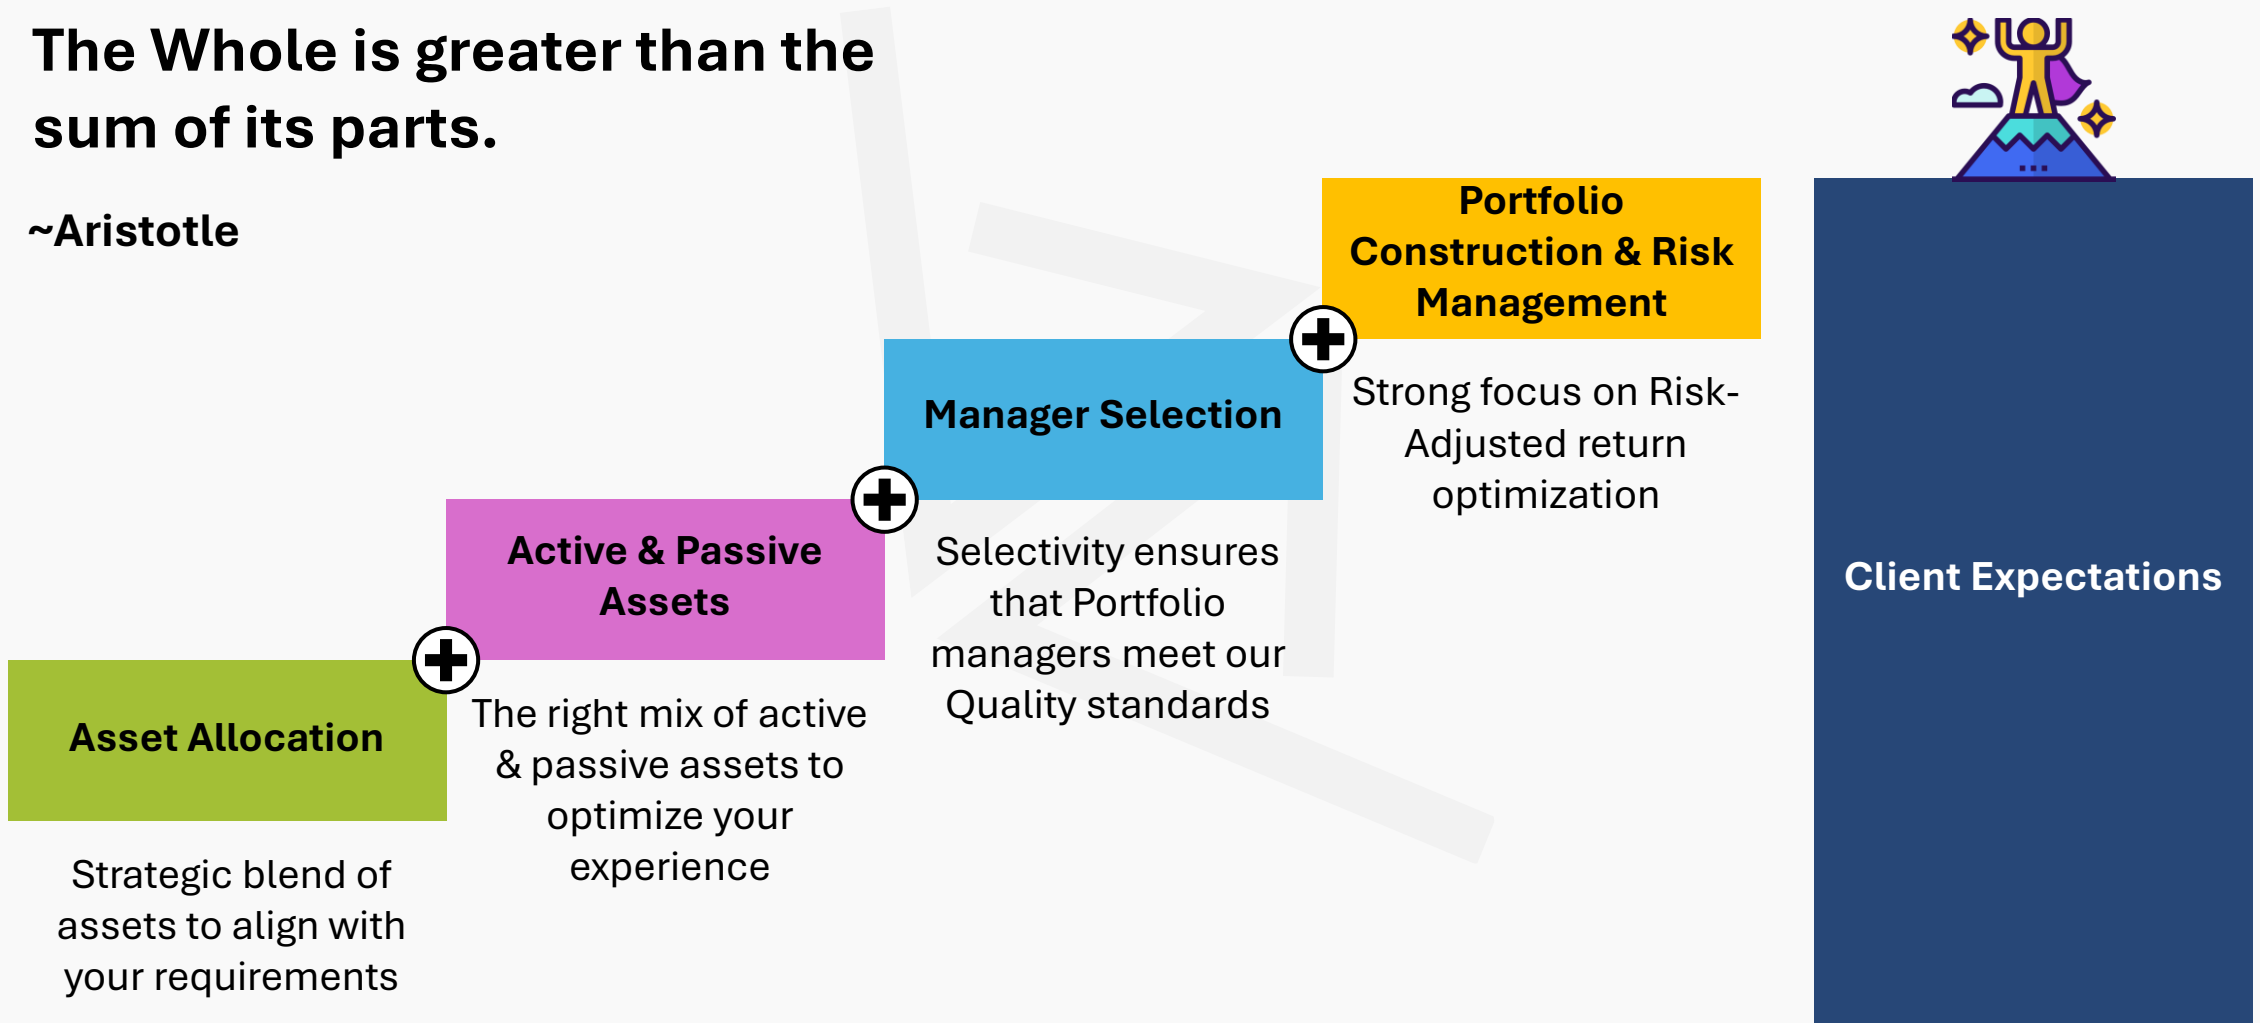 The Whole is greater than the
sum of its parts.
~Aristotle
Portfolio
Construction & Risk
Management
Strong focus on Risk-
Adjusted return
optimization
Manager Selection
Selectivity ensures
that Portfolio
managers meet our
Quality standards
Active & Passive
Assets
The right mix of active
& passive assets to
optimize your
experience
Asset Allocation
Strategic blend of
assets to align with
your requirements
Client Expectations